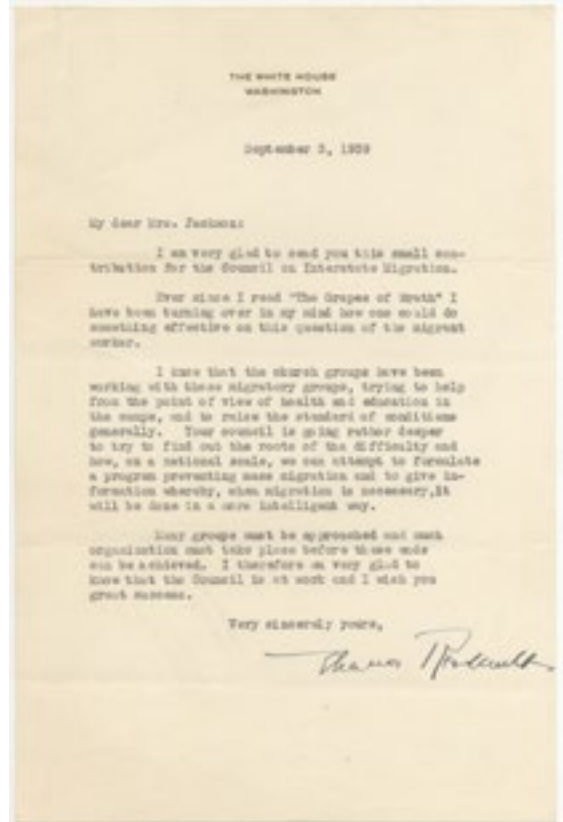 THE WHITE HOUSE
WASHINGTON
September 3, 1939
My dear Mrs. Jackson:
I am very glad to send you this small con-
tribution for the Council on Interstate Migration.
Ever since I read "The Grapes of Wrath" I
have been turning over in my mind how one could do
something effective on this question of the migrant
worker.
I know that the church groups have been
working with these migratory groups, trying to help
from the point of view of health and education in
the camps, and to raise the standard of conditions
generally. Your council is going rather deeper
to try to find out the roots of the difficulty and
how, on a national scale, we can attempt to formulate
a program preventing mass migration and to give in-
formation whereby, when migration is necessary, it
will be done in a more intelligent way.
Many groups must be approached and much
organization must take place before these ends
can be achieved. I therefore am very glad to
know that the Council is at work and I wish you
great success.
Very sincerely yours,
Eleanor Roosevelt